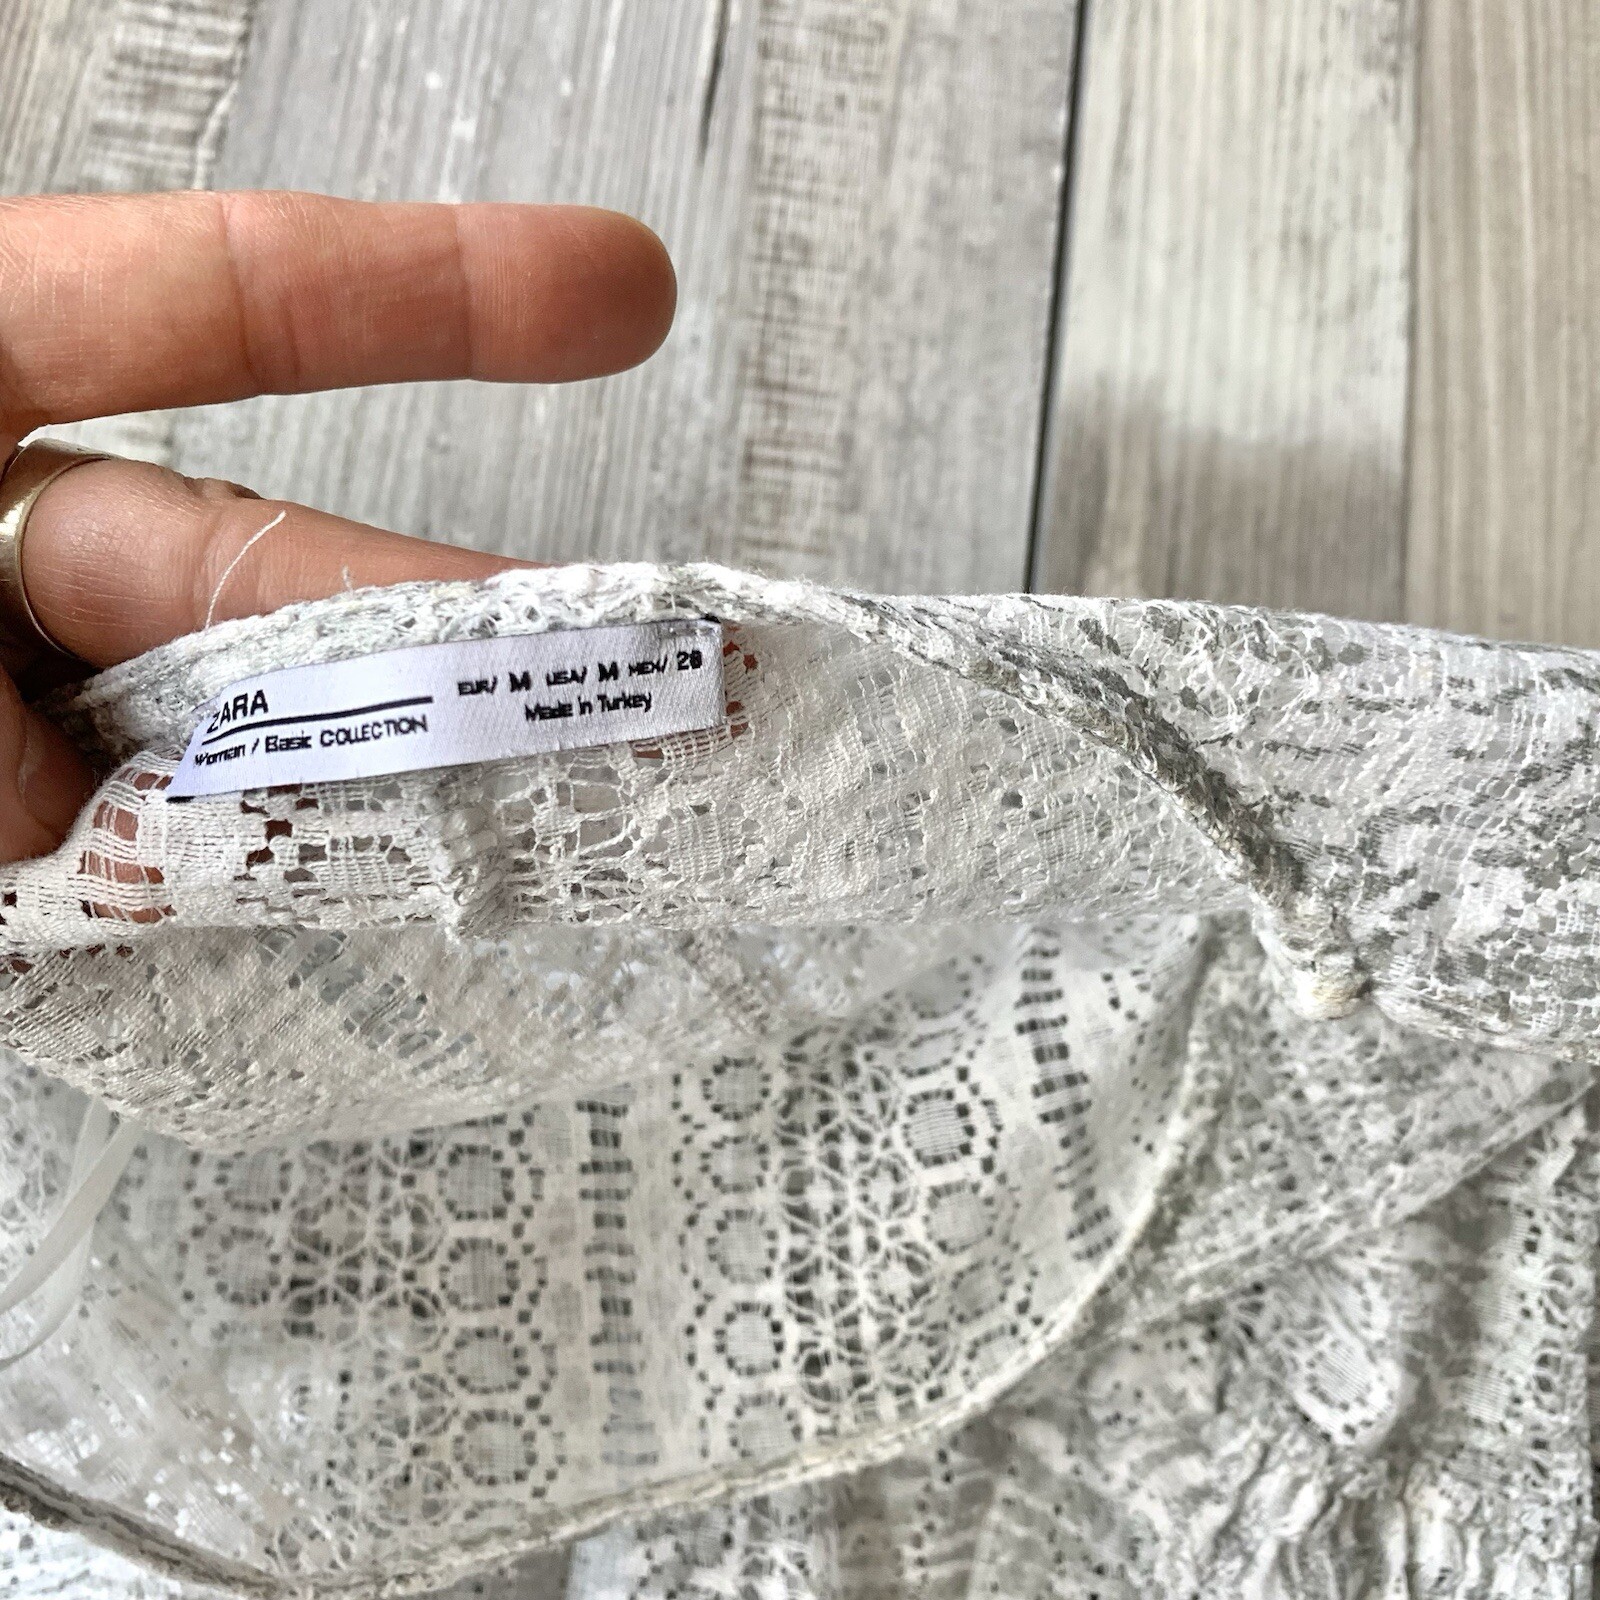 ZARA
Woman / Basic COLLECTION
EUR/ M USA/ M MEX/ 28
Made in Turkey